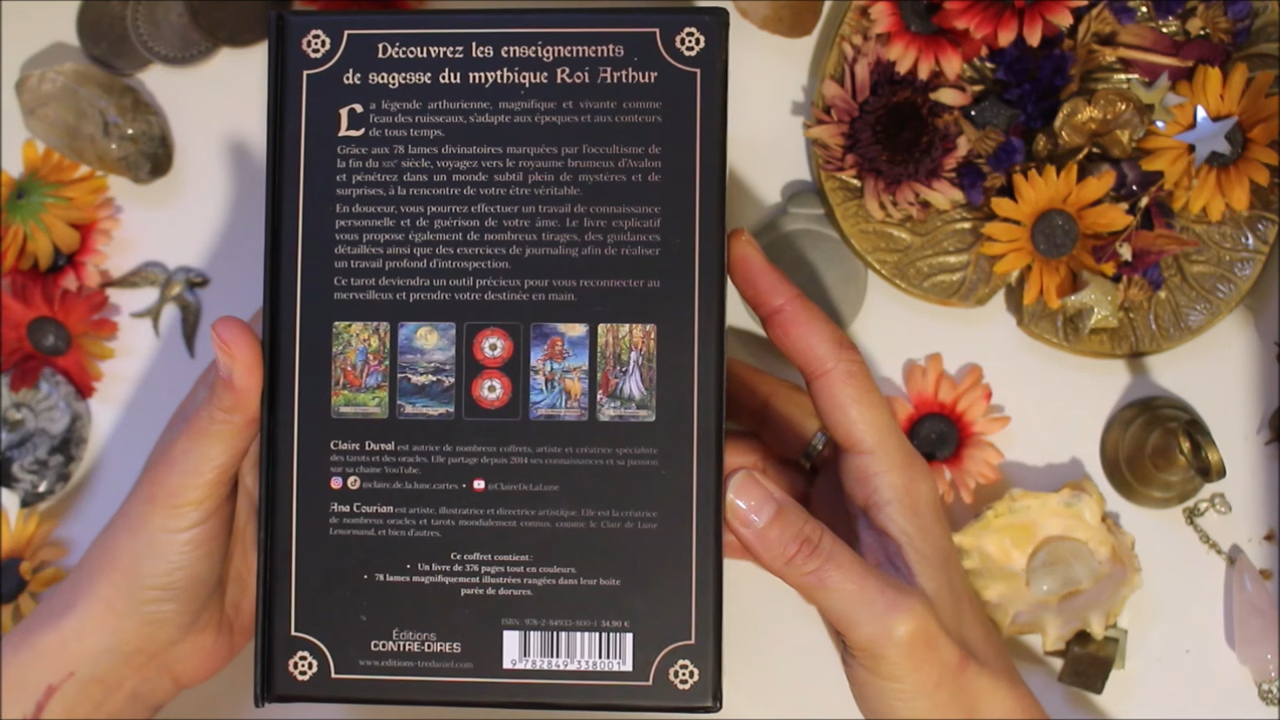 Découvrez les enseignements
de sagesse du mythique Roi Arthur
La légende arthurienne, magnifique et vivante comme
l'eau des ruisseaux, s'adapte aux époques et aux conteurs
de tous temps.
Grâce aux 78 lames divinatoires marquées par l'occultisme de
la fin du XIXe siècle, voyagez vers le royaume brumeux d'Avalon
et pénétrez dans un monde subtil plein de mystères et de
surprises, à la rencontre de votre être véritable.
En douceur, vous pourrez effectuer un travail de connaissance
personnelle et de guérison de votre âme. Le livre explicatif
vous propose également de nombreux tirages, des guidances
détaillées ainsi que des exercices de journaling afin de réaliser
un travail profond d'introspection.
Ce tarot deviendra un outil précieux pour vous reconnecter au
merveilleux et prendre votre destinée en main.
Claire Duval est autrice de nombreux coffrets, artiste et créatrice spécialiste
des tarots et des oracles. Elle partage depuis 2014 ses connaissances et sa passion
sur sa chaîne YouTube.
@claire.de.la.lune.cartes • @ClaireDeLaLune
Ana Courian est artiste, illustratrice et directrice artistique. Elle est la créatrice
de nombreux oracles et tarots mondialement connus, comme le Clair de Lune
Lenormand, et bien d'autres.
Ce coffret contient :
• Un livre de 376 pages tout en couleurs.
• 78 lames magnifiquement illustrées rangées dans leur boîte
parée de dorures.
ISBN : 978-2-84933-800-1 34,90 €
Éditions
CONTRE-DIRES
www.editions-tredaniel.com
9 782849 338001